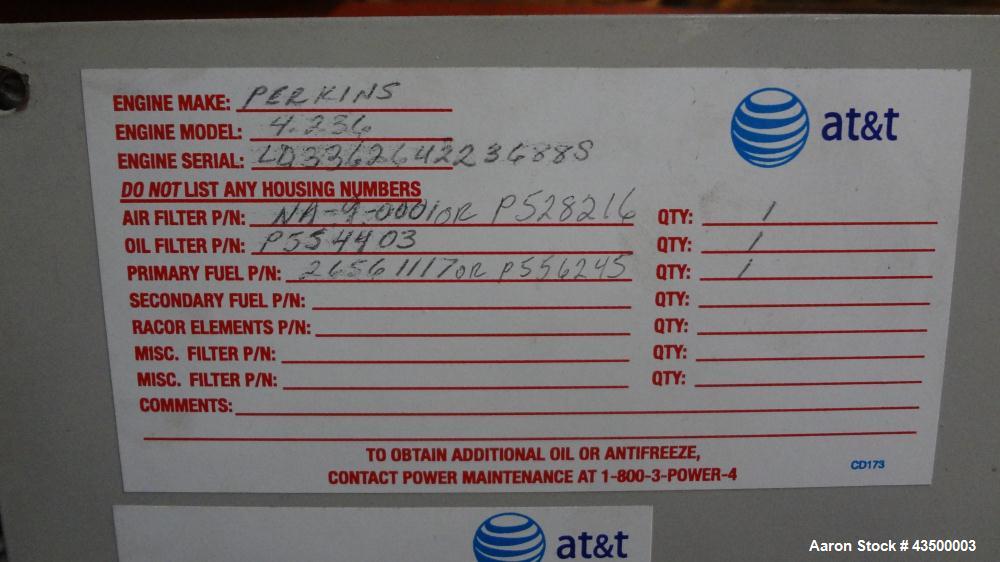 ENGINE MAKE: PERKINS
ENGINE MODEL: 4.236
ENGINE SERIAL: LD33626422368 8S
DO NOT LIST ANY HOUSING NUMBERS
AIR FILTER P/N: NA-9-0001 OR P528216 QTY: 1
OIL FILTER P/N: P554403 QTY: 1
PRIMARY FUEL P/N: 26561117 OR P556245 QTY: 1
SECONDARY FUEL P/N: QTY:
RACOR ELEMENTS P/N: QTY:
MISC. FILTER P/N: QTY:
MISC. FILTER P/N: QTY:
COMMENTS:
TO OBTAIN ADDITIONAL OIL OR ANTIFREEZE,
CONTACT POWER MAINTENANCE AT 1-800-3-POWER-4
CD173
at&t
at&t
Aaron Stock # 43500003